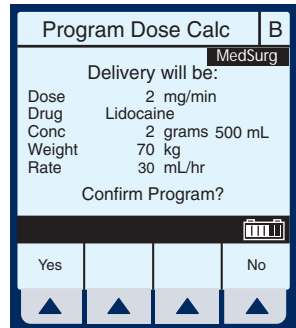 Program Dose Calc B
MedSurg
Delivery will be:
Dose 2 mg/min
Drug Lidocaine
Conc 2 grams 500 mL
Weight 70 kg
Rate 30 mL/hr
Confirm Program?
Yes No